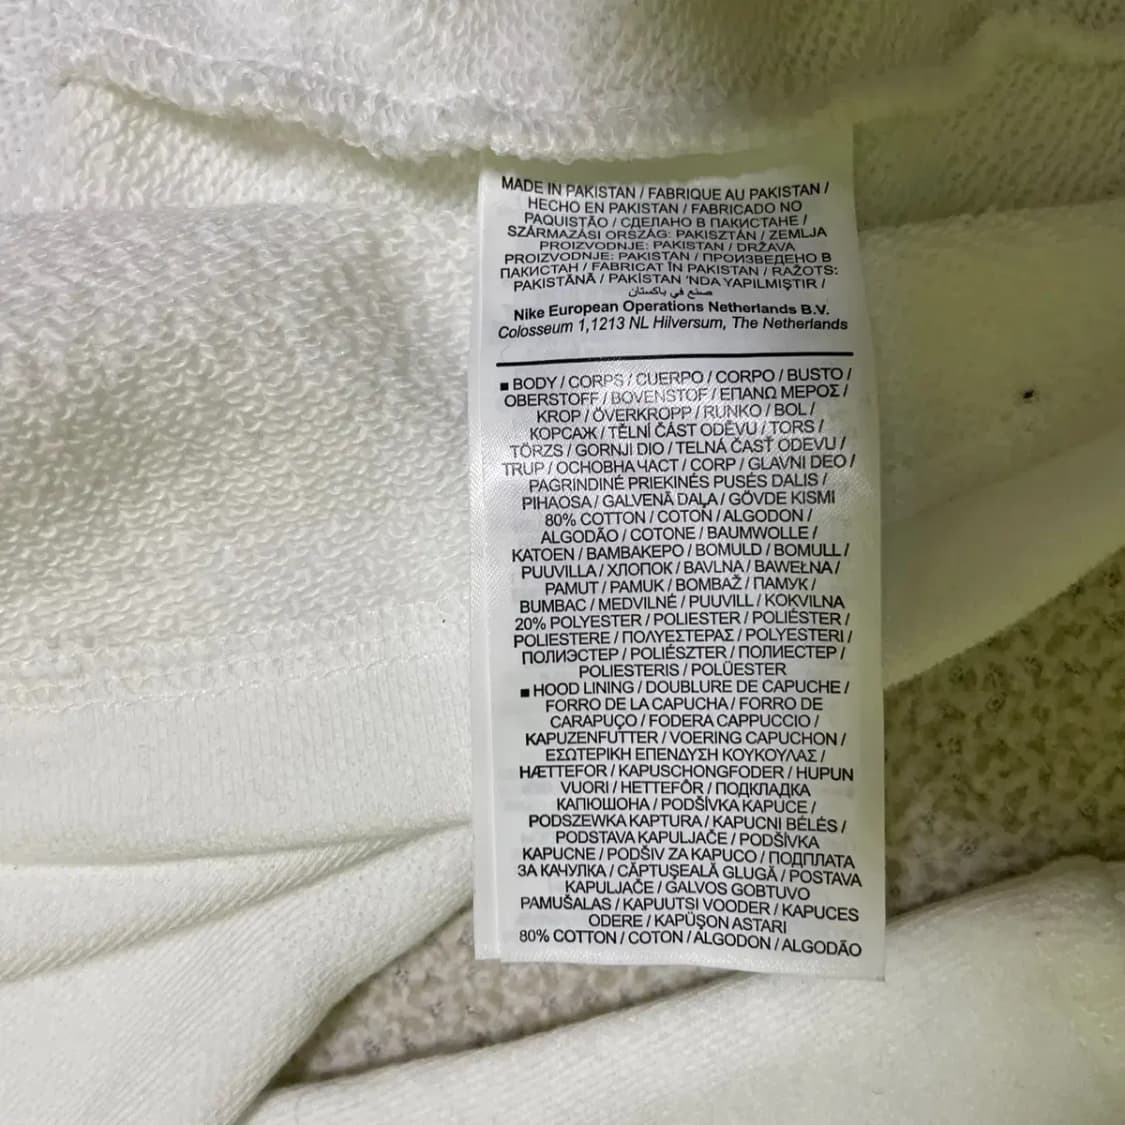 MADE IN PAKISTAN / FABRIQUE AU PAKISTAN /
HECHO EN PAKISTAN / FABRICADO NO
PAQUISTÃO / СДЕЛАНО В ПАКИСТАНЕ /
SZÁRMAZÁSI ORSZÁG: PAKISZTÁN / ZEMLJA
PROIZVODNJE: PAKISTAN / DRŽAVA
PROIZVODNJE: PAKISTAN / ПРОИЗВЕДЕНО В
ПАКИСТАН / FABRICAT ÎN PAKISTAN / RAŽOTS:
PAKISTĀNĀ / PAKİSTAN 'NDA YAPILMIŞTIR /
صنع في باكستان
Nike European Operations Netherlands B.V.
Colosseum 1,1213 NL Hilversum, The Netherlands
■ BODY / CORPS / CUERPO / CORPO / BUSTO /
OBERSTOFF / BOVENSTOF / ΕΠΑΝΩ ΜΕΡΟΣ /
KROP / ÖVERKROPP / RUNKO / BOL /
КОРСАЖ / TĚLNÍ ČÁST ODĚVU / TORS /
TÖRZS / GORNJI DIO / TELNÁ ČASŤ ODEVU /
TRUP / ОСНОВНА ЧАСТ / CORP / GLAVNI DEO /
PAGRINDINĖ PRIEKINĖS PUSĖS DALIS /
PIHAOSA / GALVENĀ DAĻA / GÖVDE KISMI
80% COTTON / COTON / ALGODON /
ALGODÃO / COTONE / BAUMWOLLE /
KATOEN / ΒΑΜΒΑΚΕΡΟ / BOMULD / BOMULL /
PUUVILLA / ХЛОПОК / BAVLNA / BAWEŁNA /
PAMUT / PAMUK / BOMBAŽ / ПАМУК /
BUMBAC / MEDVILNĖ / PUUVILL / KOKVILNA
20% POLYESTER / POLIESTER / POLIÉSTER /
POLIESTERE / ΠΟΛΥΕΣΤΕΡΑΣ / POLYESTERI /
ПОЛИЭСТЕР / POLIÉSZTER / ПОЛИЕСТЕР /
POLIESTERIS / POLÜESTER
■ HOOD LINING / DOUBLURE DE CAPUCHE /
FORRO DE LA CAPUCHA / FORRO DE
CARAPUÇO / FODERA CAPPUCCIO /
KAPUZENFUTTER / VOERING CAPUCHON /
ΕΣΩΤΕΡΙΚΗ ΕΠΕΝΔΥΣΗ ΚΟΥΚΟΥΛΑΣ /
HÆTTEFOR / KAPUSCHONGFODER / HUPUN
VUORI / HETTEFÔR / ПОДКЛАДКА
КАПЮШОНА / PODŠÍVKA KAPUCE /
PODSZEWKA KAPTURA / KAPUCNI BÉLÉS /
PODSTAVA KAPULJAČE / PODŠÍVKA
KAPUCNE / PODŠIV ZA KAPUCO / ПОДПЛАТА
ЗА КАЧУЛКА / CĂPTUŞEALĂ GLUGĂ / POSTAVA
KAPULJAČE / GALVOS GOBTUVO
PAMUŠALAS / KAPUUTSI VOODER / KAPUCES
ODERE / KAPÜŞON ASTARI
80% COTTON / COTON / ALGODON / ALGODÃO